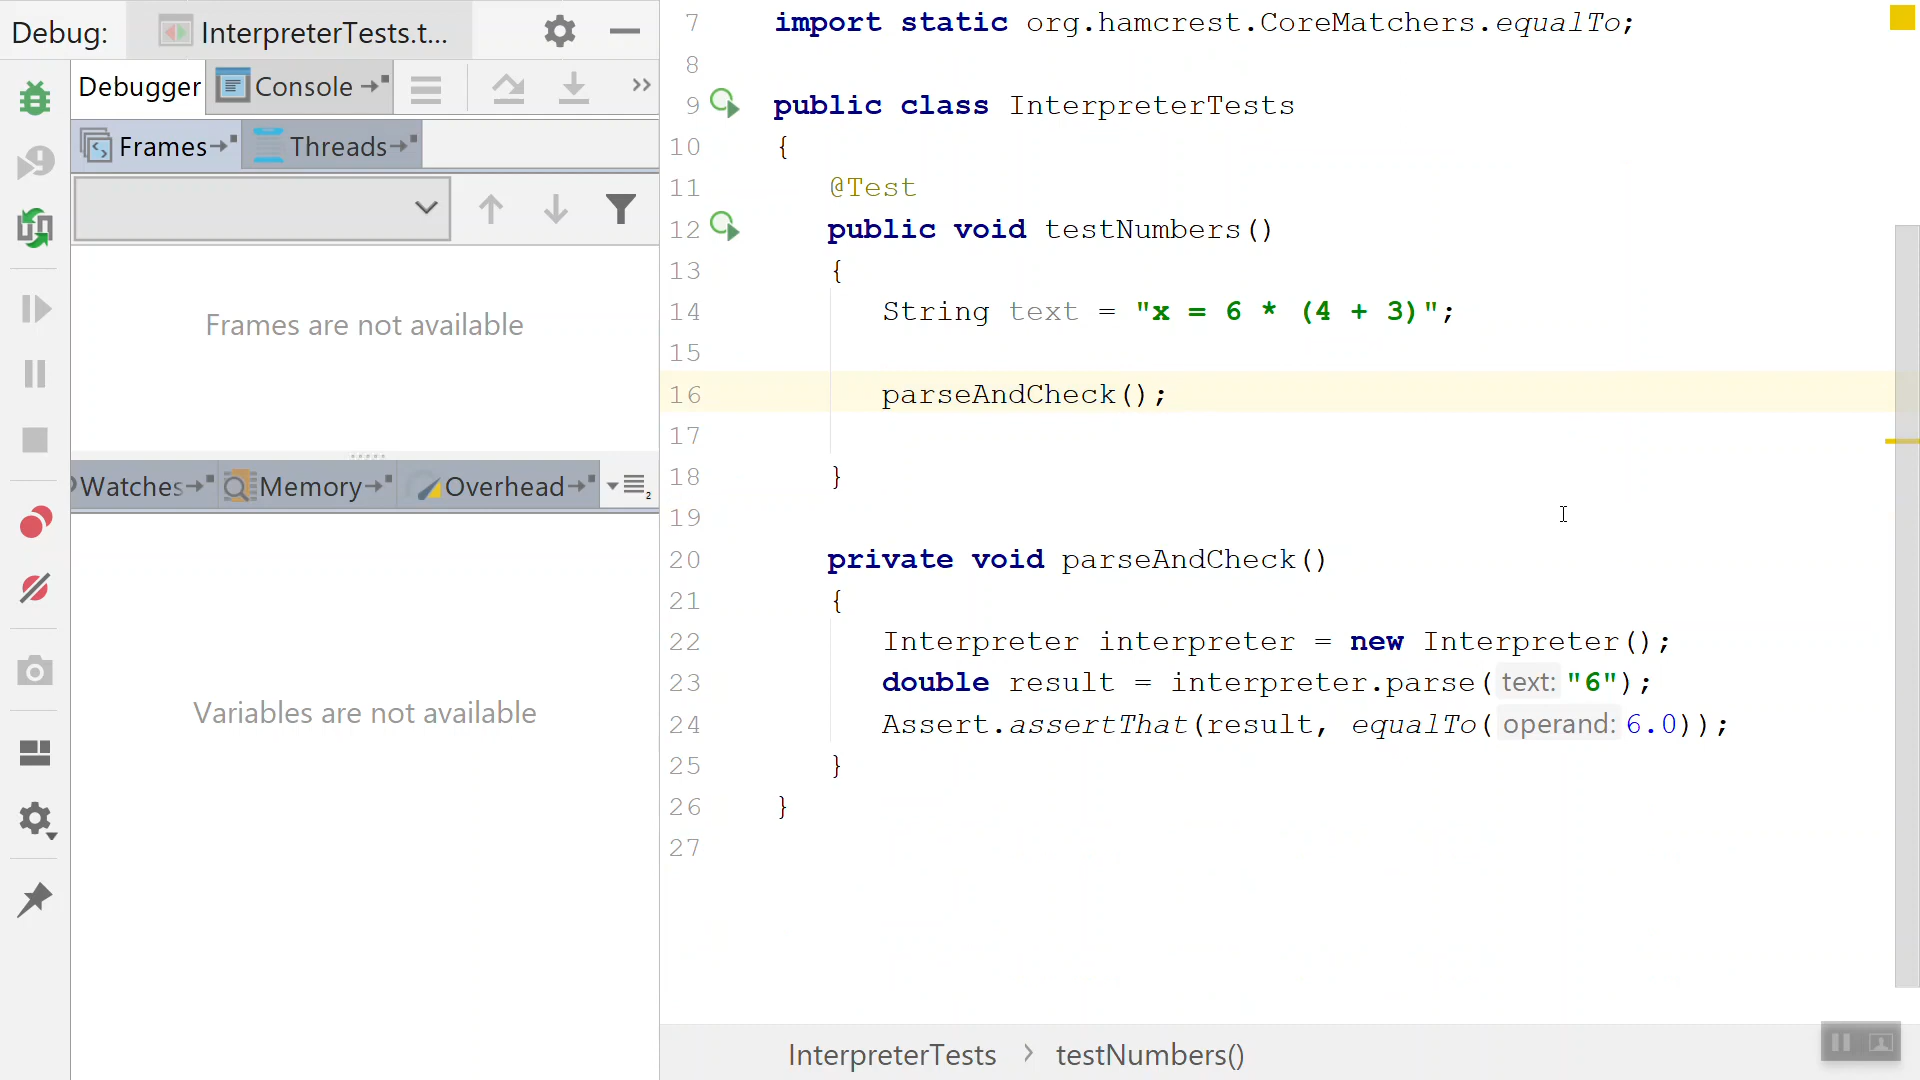 Debug: InterpreterTests.t...
Debugger Console
Frames Threads
Frames are not available
Watches Memory Overhead 2
Variables are not available
7 import static org.hamcrest.CoreMatchers.equalTo;
8
9 public class InterpreterTests
10 {
11 @Test
12 public void testNumbers()
13 {
14 String text = "x = 6 * (4 + 3)";
15
16 parseAndCheck();
17
18 }
19
20 private void parseAndCheck()
21 {
22 Interpreter interpreter = new Interpreter();
23 double result = interpreter.parse( text: "6");
24 Assert.assertThat(result, equalTo( operand: 6.0));
25 }
26 }
27
InterpreterTests > testNumbers()